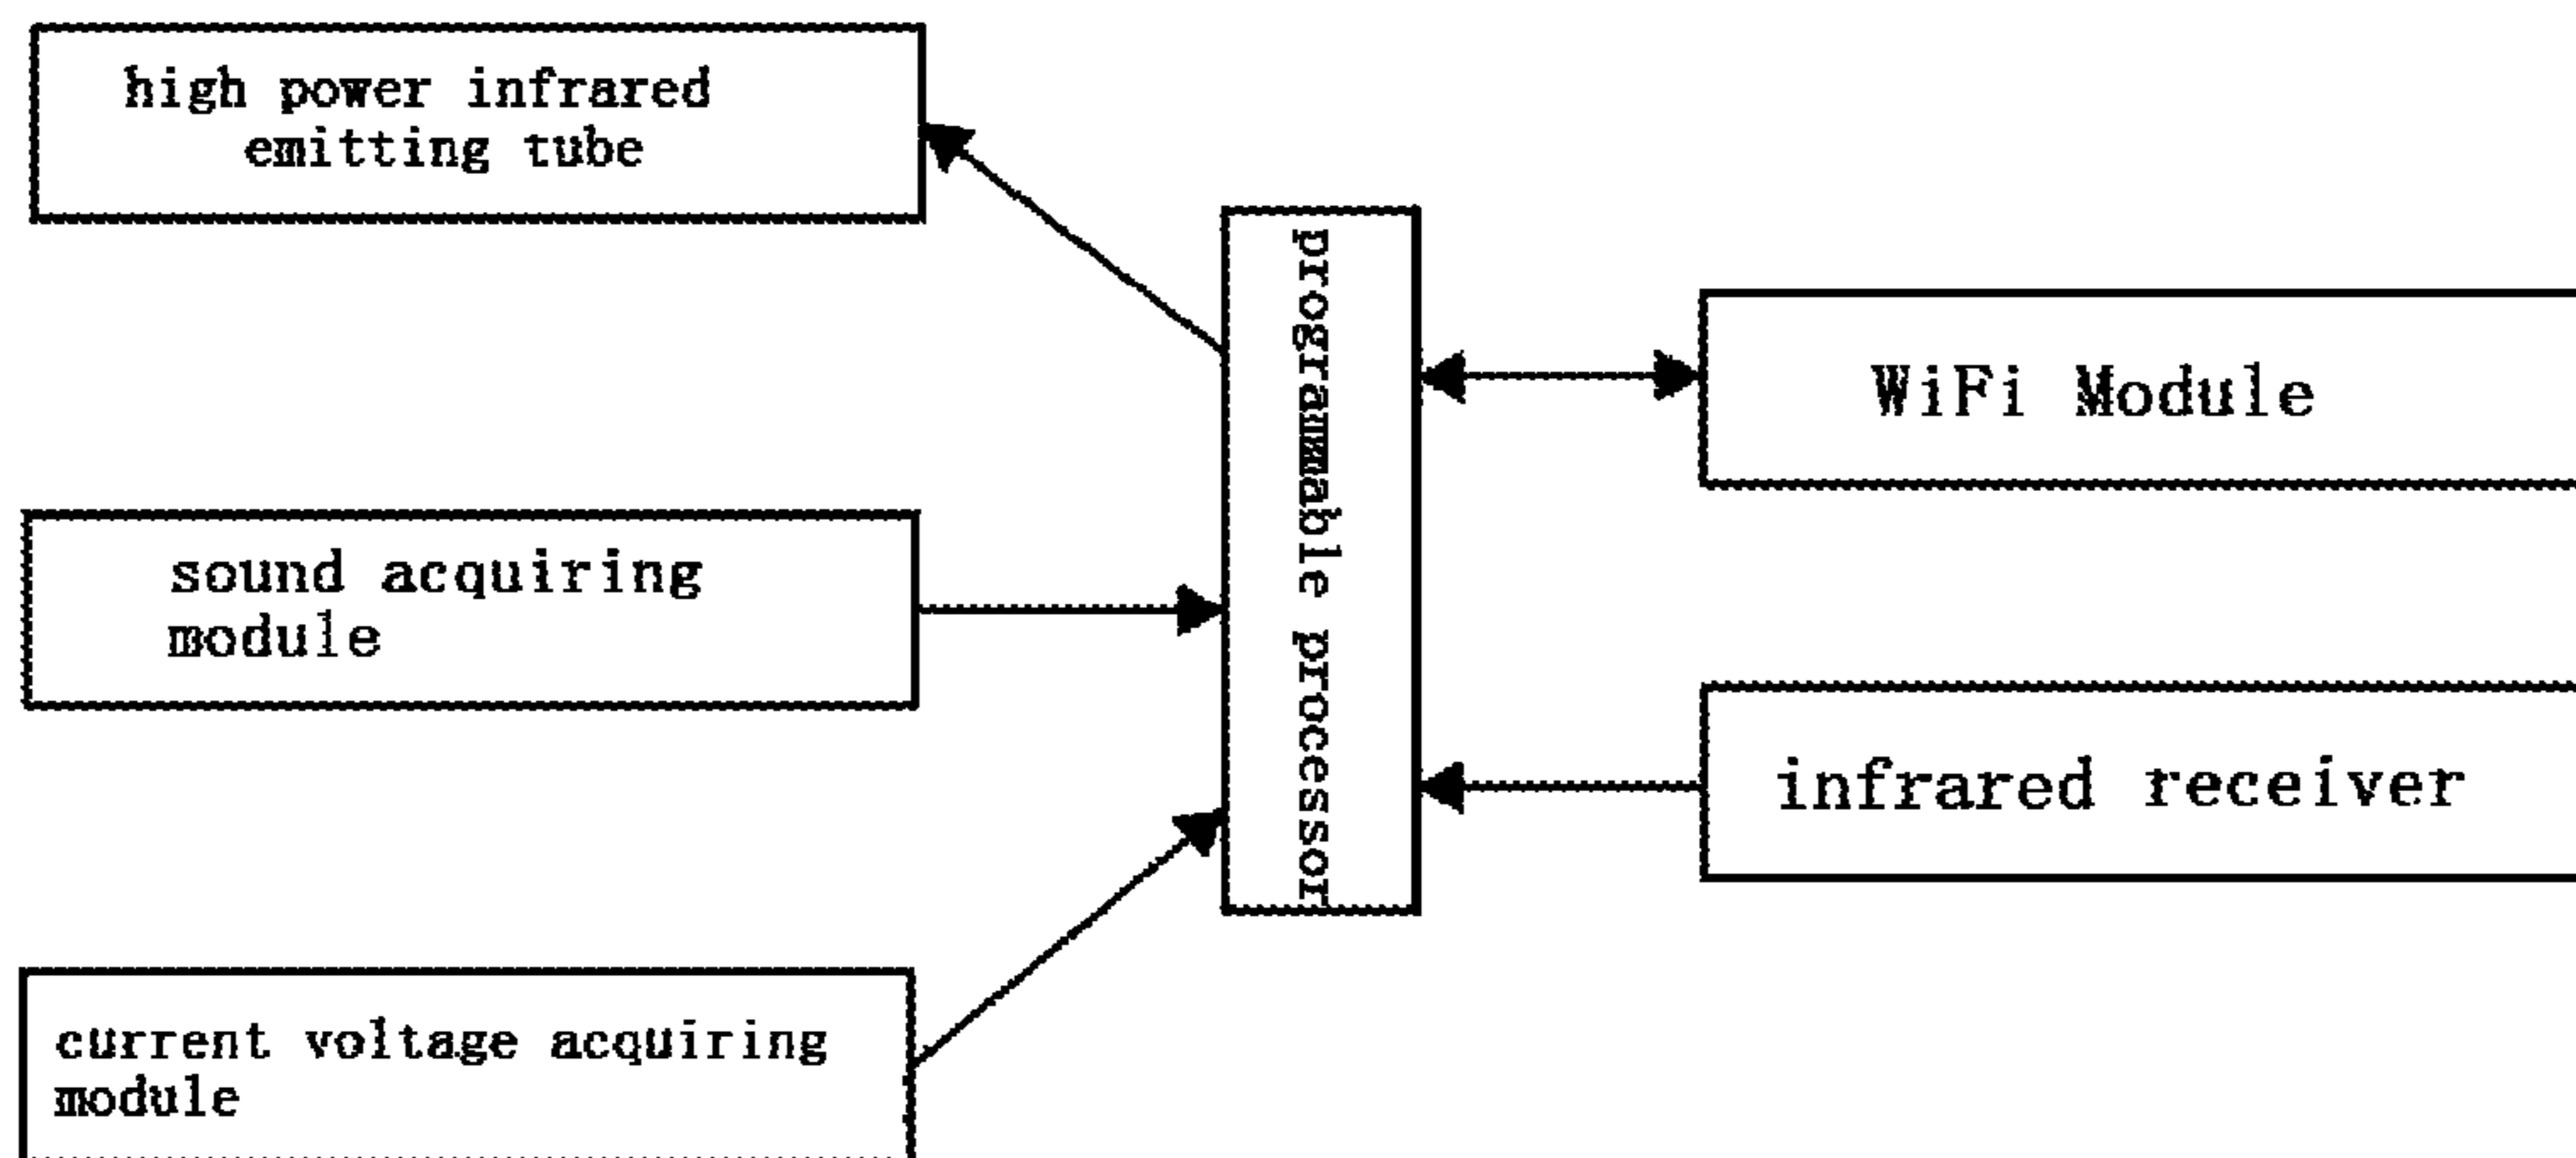 high power infrared
emitting tube
sound acquiring
module
current voltage acquiring
module
programmable processor
WiFi Module
infrared receiver